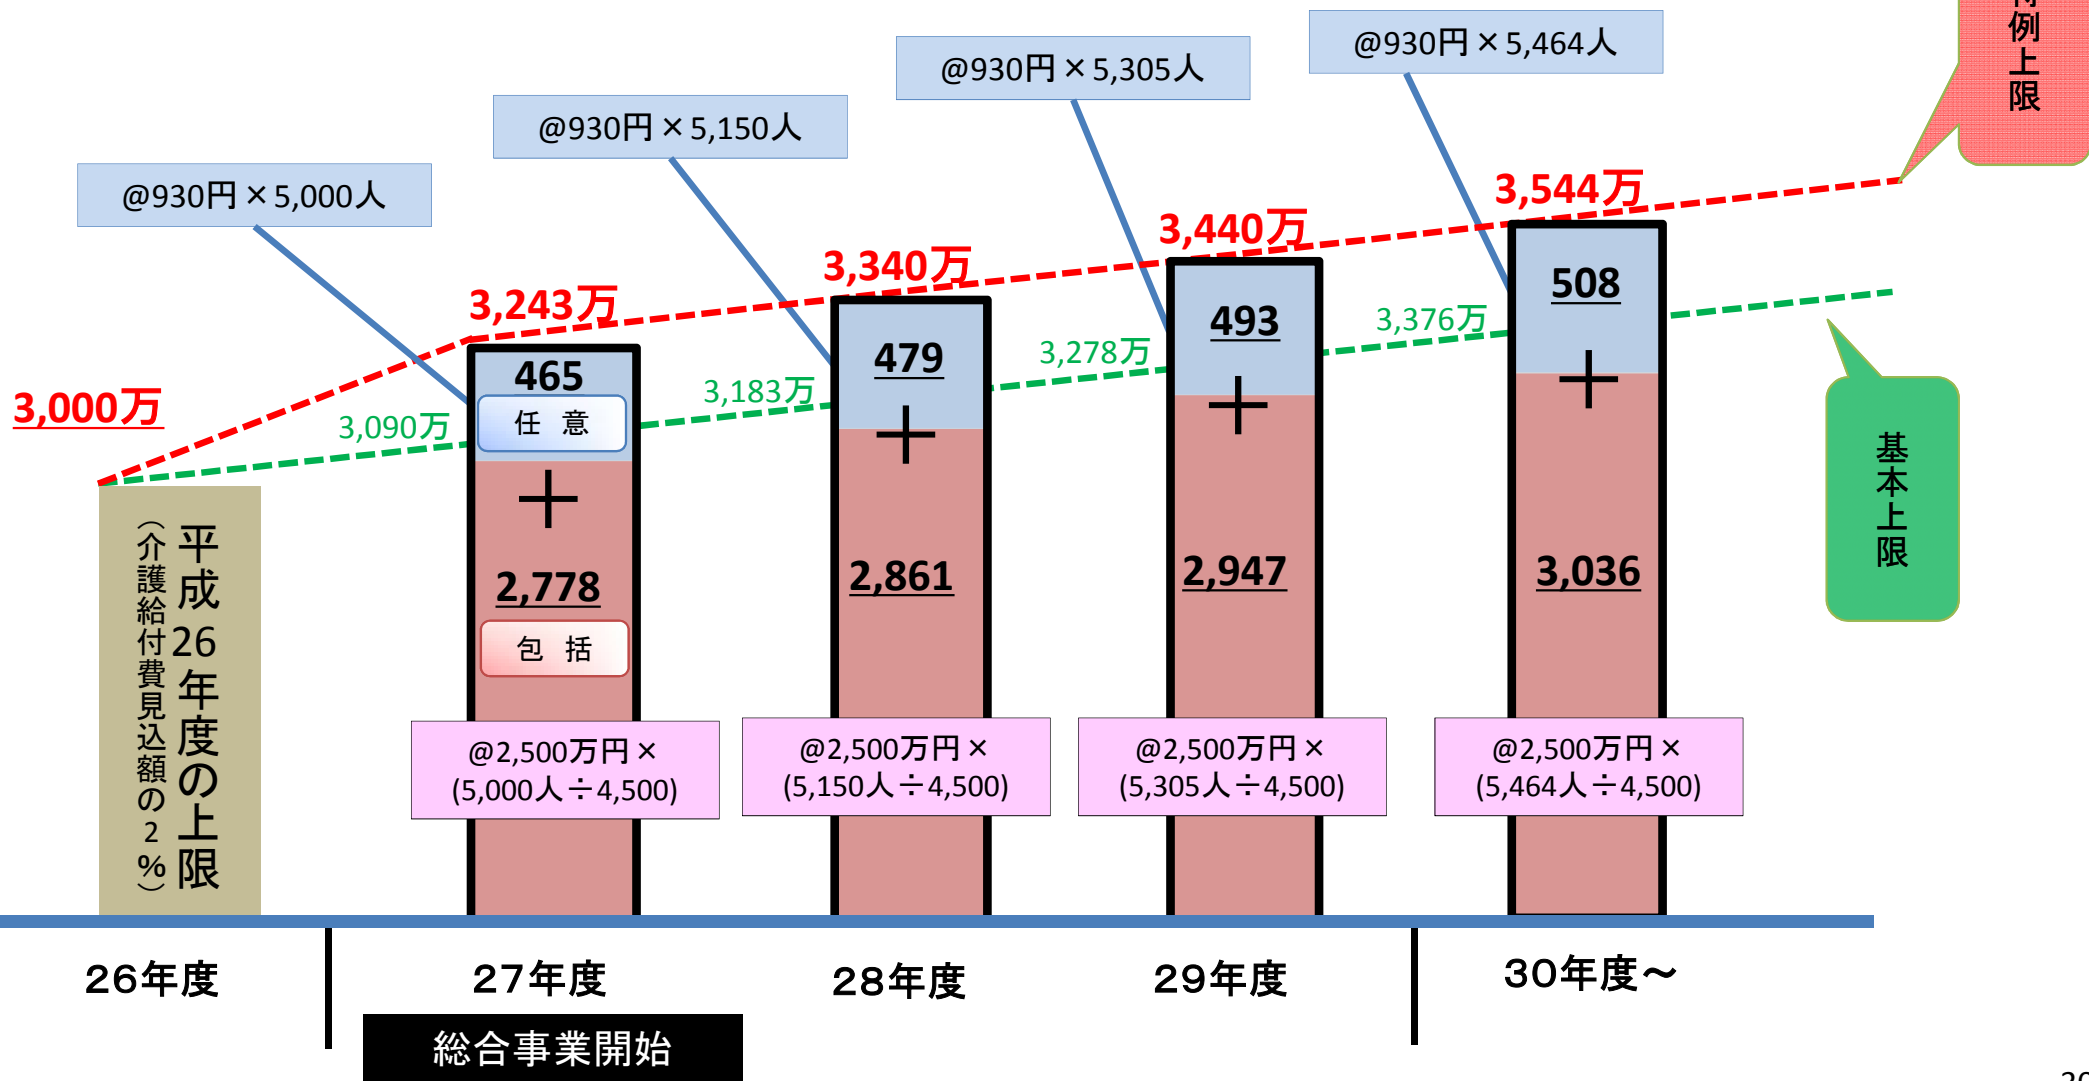 @930円×5,000人
@930円×5,150人
@930円×5,305人
@930円×5,464人
例上限
3,000万
3,243万
3,340万
3,440万
3,544万
3,090万
3,183万
3,278万
3,376万
基本上限
平成26年度の上限
（介護給付費見込額の2%）
465
任 意
+
2,778
包 括
@2,500万円×
(5,000人÷4,500)
479
+
2,861
@2,500万円×
(5,150人÷4,500)
493
+
2,947
@2,500万円×
(5,305人÷4,500)
508
+
3,036
@2,500万円×
(5,464人÷4,500)
26年度
27年度
28年度
29年度
30年度～
総合事業開始